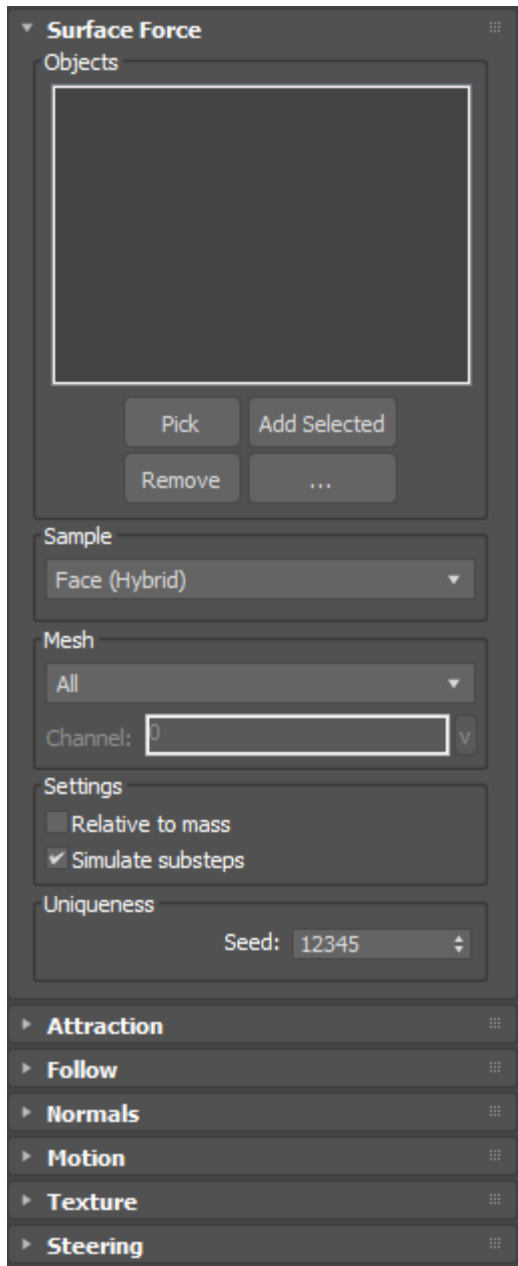 Surface Force
Objects
Pick Add Selected
Remove ...
Sample
Face (Hybrid)
Mesh
All
Channel: 0 v
Settings
Relative to mass
Simulate substeps
Uniqueness
Seed: 12345
Attraction
Follow
Normals
Motion
Texture
Steering